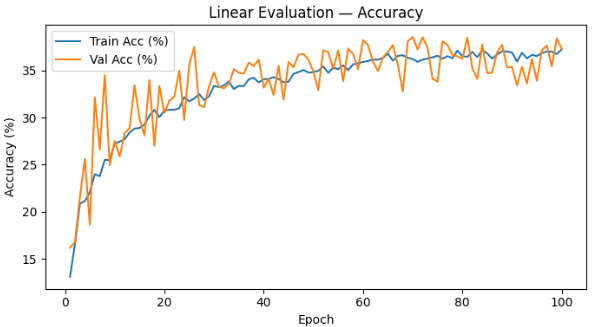 Linear Evaluation — Accuracy
Train Acc (%)
Val Acc (%)
Accuracy (%)
35
30
25
20
15
0 20 40 60 80 100
Epoch